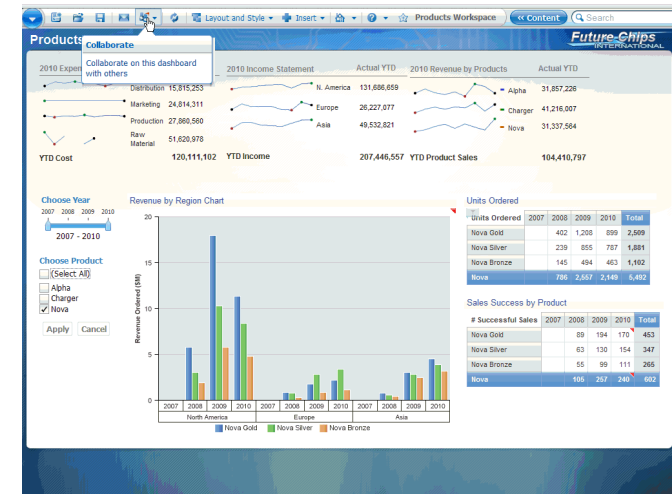 Layout and Style
Insert
Products Workspace
Content
Search
Products
Future Chips
INTERNATIONAL
Collaborate
Collaborate on this dashboard
with others
2010 Expen
2010 Income Statement
Actual YTD
2010 Revenue by Products
Actual YTD
Distribution 15,815,253
N. America 131,686,659
Alpha 31,857,226
Marketing 24,814,311
Europe 26,227,077
Charger 41,216,007
Production 27,860,560
Asia 49,532,821
Nova 31,337,564
Raw
Material 51,620,978
YTD Cost 120,111,102
YTD Income 207,446,557
YTD Product Sales 104,410,797
Choose Year
2007 2008 2009 2010
2007 - 2010
Choose Product
(Select All)
Alpha
Charger
Nova
Apply Cancel
Revenue by Region Chart
Revenue Ordered ($M)
20
15
10
5
0
2007 2008 2009 2010 2007 2008 2009 2010 2007 2008 2009 2010
North America Europe Asia
Nova Gold Nova Silver Nova Bronze
Units Ordered
Units Ordered 2007 2008 2009 2010 Total
Nova Gold 402 1,208 899 2,509
Nova Silver 239 855 787 1,881
Nova Bronze 145 494 463 1,102
Nova 786 2,557 2,149 5,492
Sales Success by Product
# Successful Sales 2007 2008 2009 2010 Total
Nova Gold 89 194 170 453
Nova Silver 63 130 154 347
Nova Bronze 55 99 111 265
Nova 257 240 602